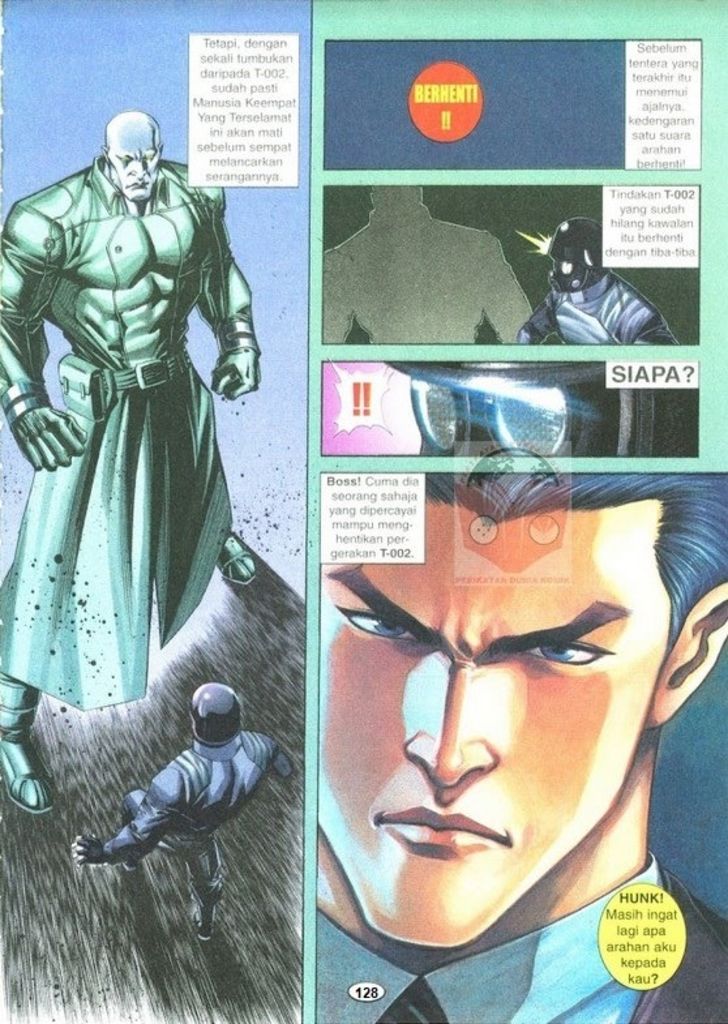 Tetapi, dengan
sekali tumbukan
daripada T-002,
sudah pasti
Manusia Keempat
Yang Terselamat
ini akan mati
sebelum sempat
melancarkan
serangannya.
BERHENTI
!!
Sebelum
tentera yang
terakhir itu
menemui
ajalnya,
kedengaran
satu suara
arahan
berhenti!
Tindakan T-002
yang sudah
hilang kawalan
itu berhenti
dengan tiba-tiba.
!!
SIAPA?
Boss! Cuma dia
seorang sahaja
yang dipercayai
mampu meng-
hentikan per-
gerakan T-002.
PERIKATAN DUNIA KOMIK
HUNK!
Masih ingat
lagi apa
arahan aku
kepada
kau?
128